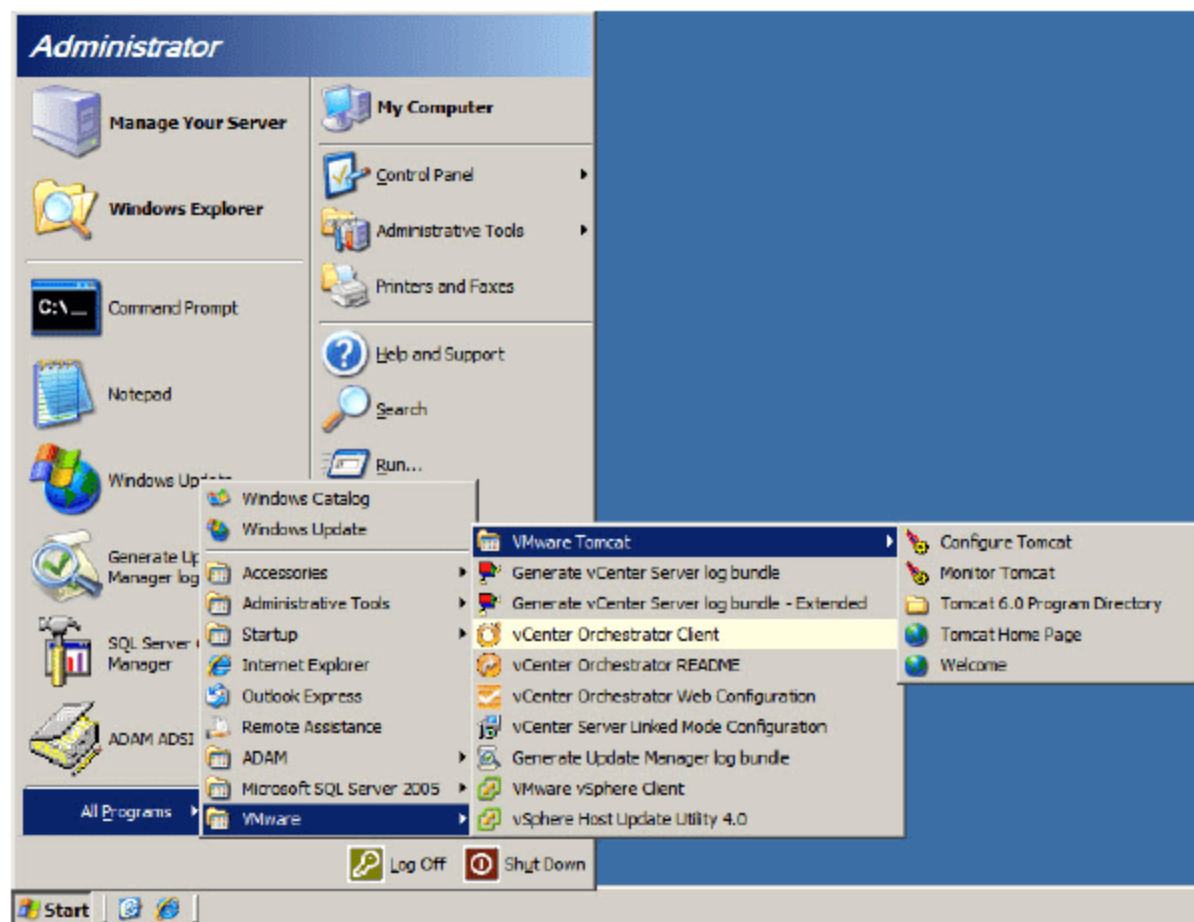 Administrator
Manage Your Server
Windows Explorer
C:\_
Command Prompt
Notepad
Windows Update
Generate Up
Manager log
SQL Server
Manager
ADAM ADSI
All Programs
My Computer
Control Panel
Administrative Tools
Printers and Faxes
Help and Support
Search
Run...
Windows Catalog
Windows Update
Accessories
Administrative Tools
Startup
Internet Explorer
Outlook Express
Remote Assistance
ADAM
Microsoft SQL Server 2005
VMware
VMware Tomcat
Generate vCenter Server log bundle
Generate vCenter Server log bundle - Extended
vCenter Orchestrator Client
vCenter Orchestrator README
vCenter Orchestrator Web Configuration
vCenter Server Linked Mode Configuration
Generate Update Manager log bundle
VMware vSphere Client
vSphere Host Update Utility 4.0
Configure Tomcat
Monitor Tomcat
Tomcat 6.0 Program Directory
Tomcat Home Page
Welcome
Log Off
Shut Down
Start